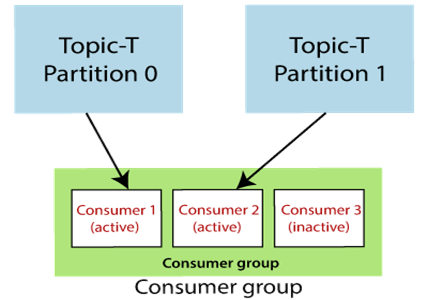 Topic-T
Partition 0
Topic-T
Partition 1
Consumer 1
(active)
Consumer 2
(active)
Consumer 3
(inactive)
Consumer group
Consumer group